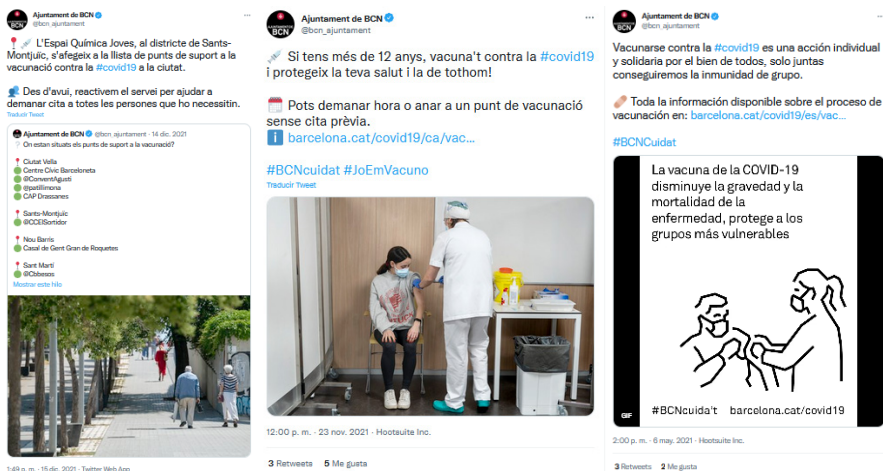 Ajuntament de BCN
@bcn_ajuntament
L'Espai Química Joves, al districte de Sants-
Montjuïc, s'afegeix a la llista de punts de suport a la
vacunació contra la #covid19 a la ciutat.
Des d'avui, reactivem el servei per ajudar a
demanar cita a totes les persones que ho necessitin.
Traducir Tweet
Ajuntament de BCN @bcn_ajuntament · 14 dic. 2021
On estan situats els punts de suport a la vacunació?
Ciutat Vella
Centre Cívic Barceloneta
@ConventAgusti
@patillimona
CAP Drassanes
Sants-Montjuïc
@CCElSortidor
Nou Barris
Casal de Gent Gran de Roquetes
Sant Martí
@Cbbesos
Mostrar este hilo
1:49 p. m. · 15 dic. 2021 · Twitter Web App
Ajuntament de BCN
@bcn_ajuntament
Si tens més de 12 anys, vacuna't contra la #covid19
i protegeix la teva salut i la de tothom!
Pots demanar hora o anar a un punt de vacunació
sense cita prèvia.
barcelona.cat/covid19/ca/vac...
#BCNcuidat #JoEmVacuno
Traducir Tweet
12:00 p. m. · 23 nov. 2021 · Hootsuite Inc.
3 Retweets 5 Me gusta
Ajuntament de BCN
@bcn_ajuntament
Vacunarse contra la #covid19 es una acción individual
y solidaria por el bien de todos, solo juntas
conseguiremos la inmunidad de grupo.
Toda la información disponible sobre el proceso de
vacunación en: barcelona.cat/covid19/es/vac...
#BCNCuidat
La vacuna de la COVID-19
disminuye la gravedad y la
mortalidad de la
enfermedad, protege a los
grupos más vulnerables
GIF
#BCNcuida't barcelona.cat/covid19
2:00 p. m. · 6 may. 2021 · Hootsuite Inc.
3 Retweets 2 Me gusta